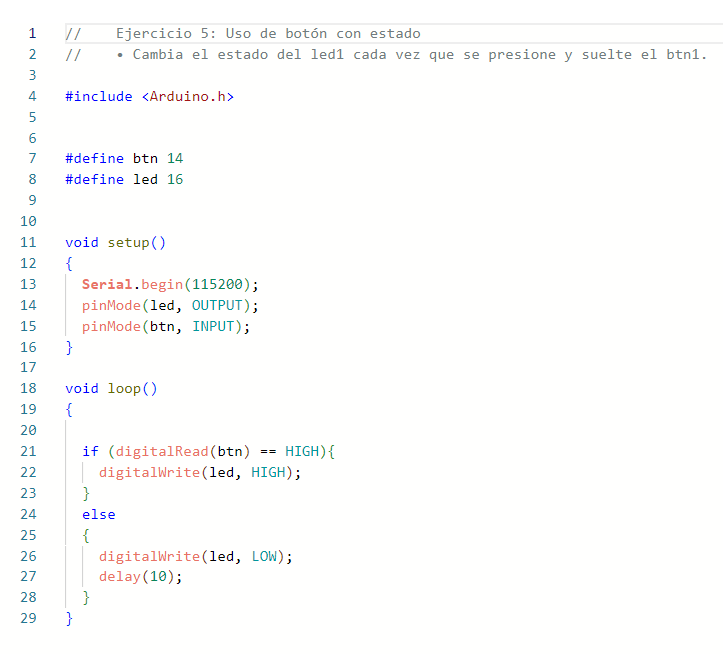 1 //    Ejercicio 5: Uso de botón con estado
2 //    • Cambia el estado del led1 cada vez que se presione y suelte el btn1.
3
4 #include <Arduino.h>
5
6
7 #define btn 14
8 #define led 16
9
10
11 void setup()
12 {
13   Serial.begin(115200);
14   pinMode(led, OUTPUT);
15   pinMode(btn, INPUT);
16 }
17
18 void loop()
19 {
20
21   if (digitalRead(btn) == HIGH){
22     digitalWrite(led, HIGH);
23   }
24   else
25   {
26     digitalWrite(led, LOW);
27     delay(10);
28   }
29 }